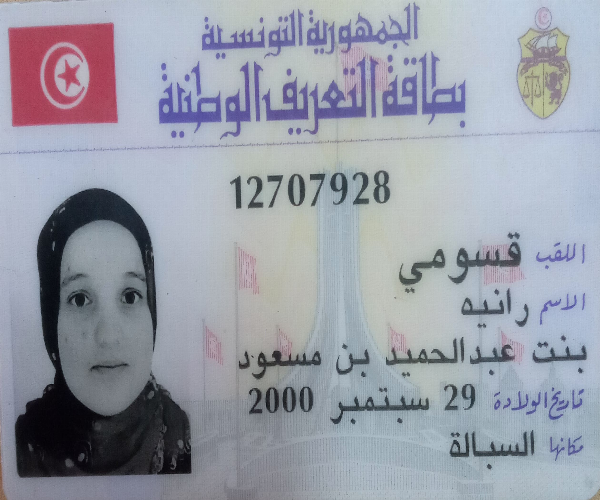 الجمهورية التونسية
بطاقة التعريف الوطنية
12707928
اللقب قسومي
الاسم رانيه
بنت عبدالحميد بن مسعود
تاريخ الولادة 29 سبتمبر 2000
مكانها السبالة